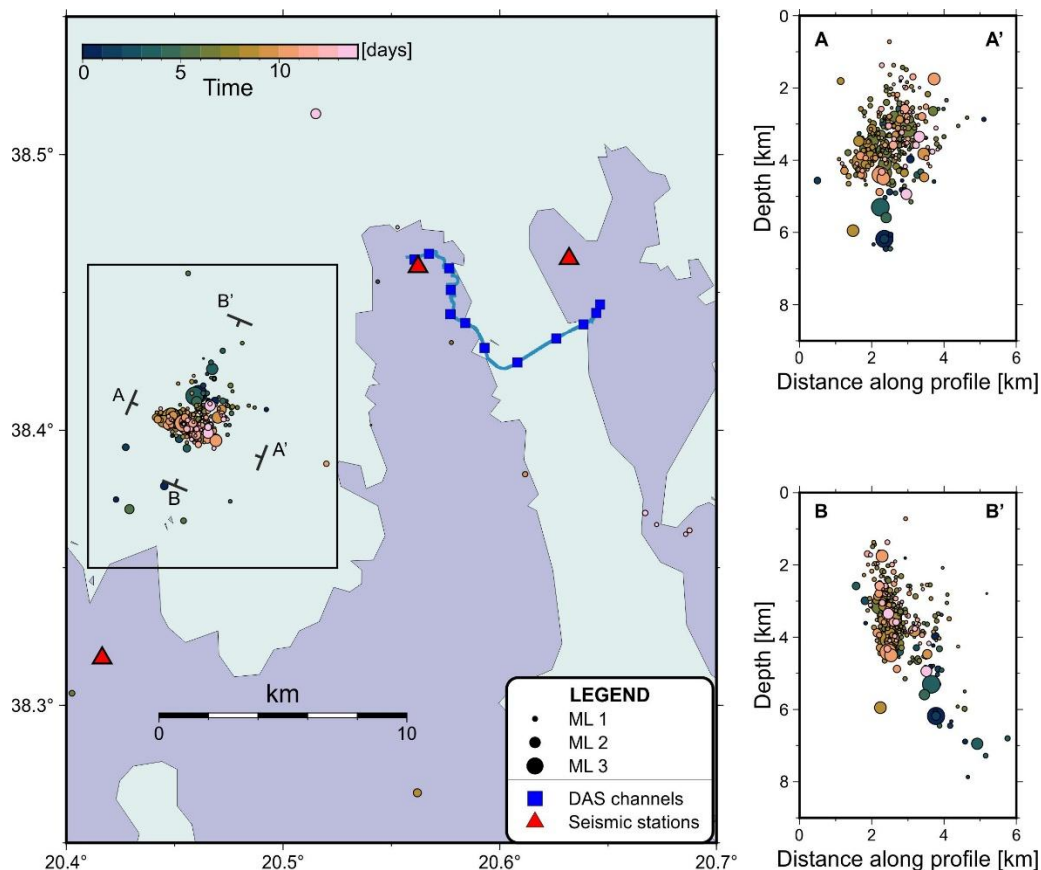 [days]
0 5 10
Time
38.5°
38.4°
38.3°
20.4° 20.5° 20.6° 20.7°
B'
A
A'
B
km
0 10
LEGEND
ML 1
ML 2
ML 3
DAS channels
Seismic stations
A A'
0
2
4
6
8
Depth [km]
0 2 4 6
Distance along profile [km]
B B'
0
2
4
6
8
Depth [km]
0 2 4 6
Distance along profile [km]